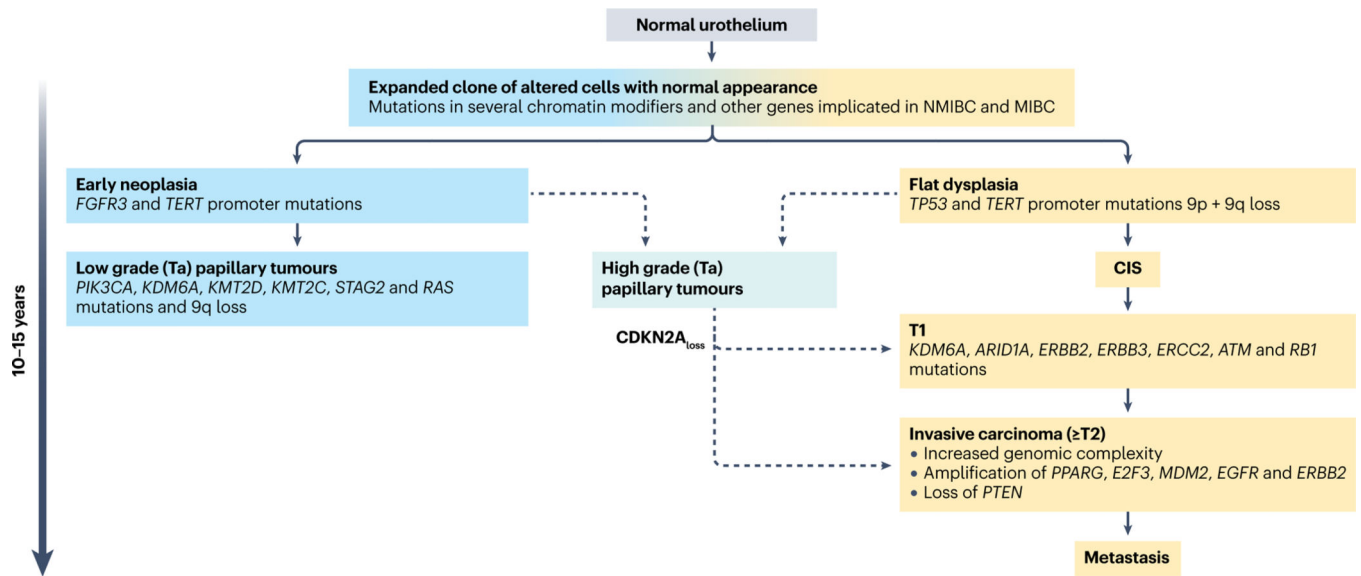 Normal urothelium
Expanded clone of altered cells with normal appearance
Mutations in several chromatin modifiers and other genes implicated in NMIBC and MIBC
Early neoplasia
FGFR3 and TERT promoter mutations
Flat dysplasia
TP53 and TERT promoter mutations 9p + 9q loss
Low grade (Ta) papillary tumours
PIK3CA, KDM6A, KMT2D, KMT2C, STAG2 and RAS
mutations and 9q loss
High grade (Ta)
papillary tumours
CIS
CDKN2Aloss
T1
KDM6A, ARID1A, ERBB2, ERBB3, ERCC2, ATM and RB1
mutations
Invasive carcinoma (≥T2)
• Increased genomic complexity
• Amplification of PPARG, E2F3, MDM2, EGFR and ERBB2
• Loss of PTEN
Metastasis
10–15 years